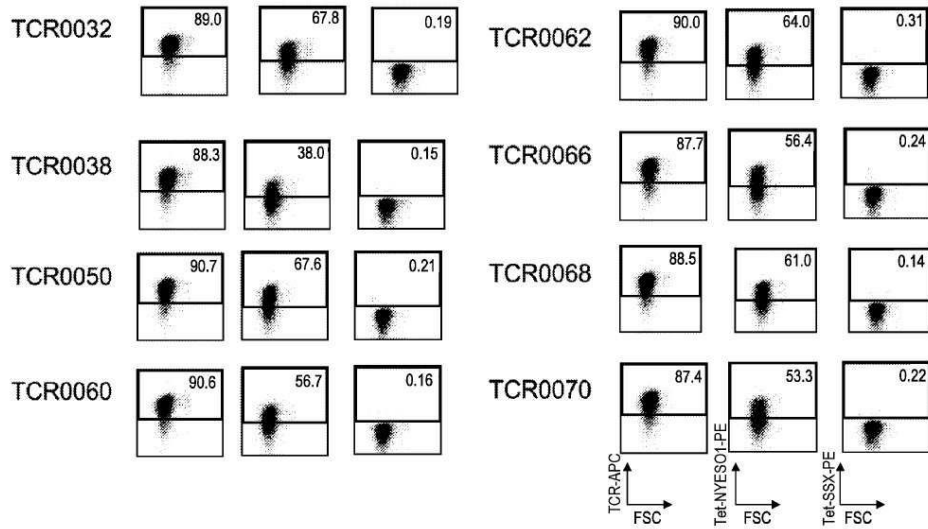 TCR0032 89.0 67.8 0.19
TCR0038 88.3 38.0 0.15
TCR0050 90.7 67.6 0.21
TCR0060 90.6 56.7 0.16
TCR0062 90.0 64.0 0.31
TCR0066 87.7 56.4 0.24
TCR0068 88.5 61.0 0.14
TCR0070 87.4 53.3 0.22
TCR-APC
FSC
Tet-NYESO1-PE
FSC
Tet-SSX-PE
FSC